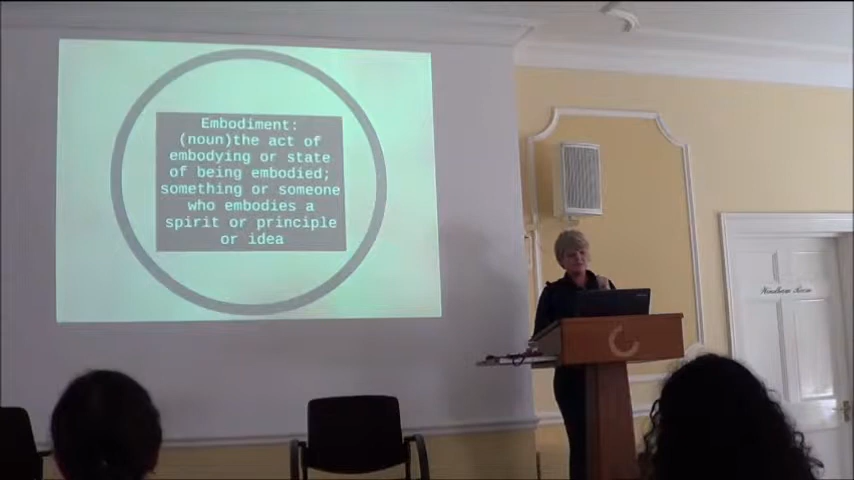 Embodiment:
(noun)the act of
embodying or state
of being embodied;
something or someone
who embodies a
spirit or principle
or idea